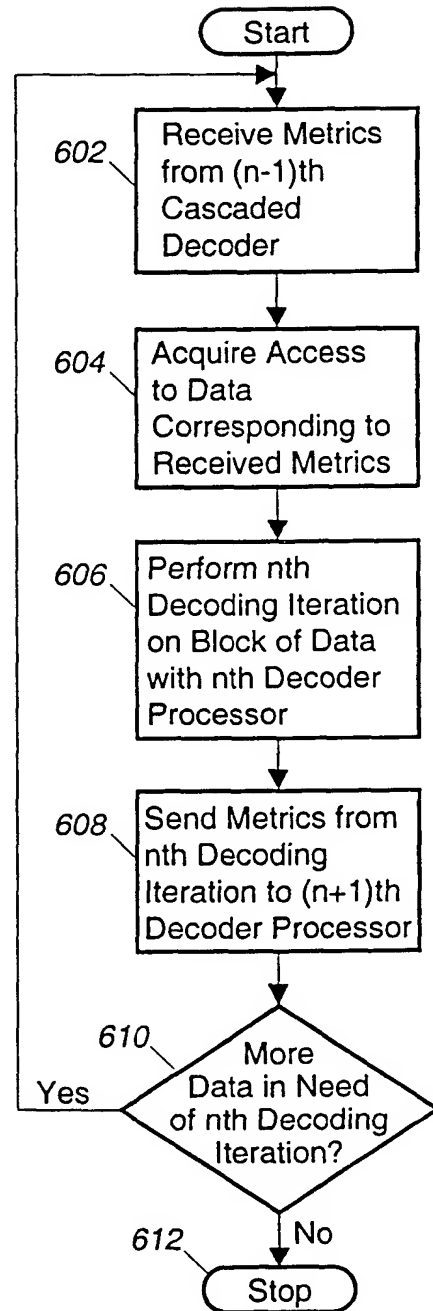 Start
602
Receive Metrics
from (n-1)th
Cascaded
Decoder
604
Acquire Access
to Data
Corresponding to
Received Metrics
606
Perform nth
Decoding Iteration
on Block of Data
with nth Decoder
Processor
608
Send Metrics from
nth Decoding
Iteration to (n+1)th
Decoder Processor
610
More
Data in Need
of nth Decoding
Iteration?
Yes
No
612
Stop